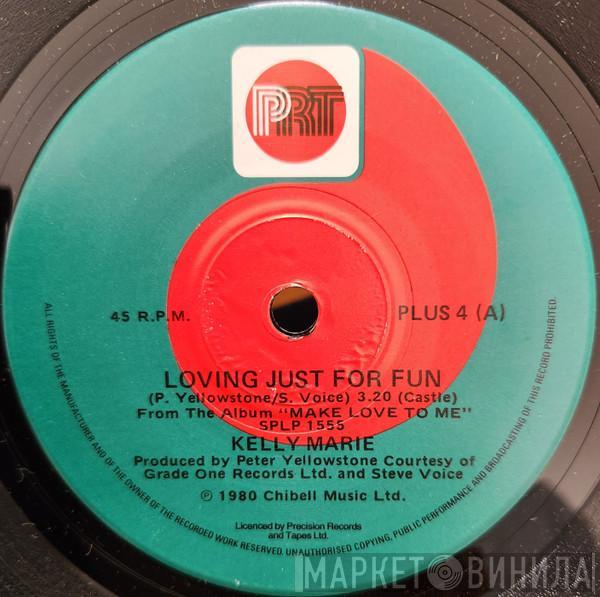 PRT
45 R.P.M.
PLUS 4 (A)
LOVING JUST FOR FUN
(P. Yellowstone/S. Voice) 3.20 (Castle)
From The Album "MAKE LOVE TO ME"
SPLP 1555
KELLY MARIE
Produced by Peter Yellowstone Courtesy of
Grade One Records Ltd. and Steve Voice
℗ 1980 Chibell Music Ltd.
Licenced by Precision Records
and Tapes Ltd.
ALL RIGHTS OF THE MANUFACTURER AND OF THE OWNER OF THE RECORDED WORK RESERVED. UNAUTHORISED COPYING, PUBLIC PERFORMANCE AND BROADCASTING OF THIS RECORD PROHIBITED.
МАРКЕТ ВИНИЛА